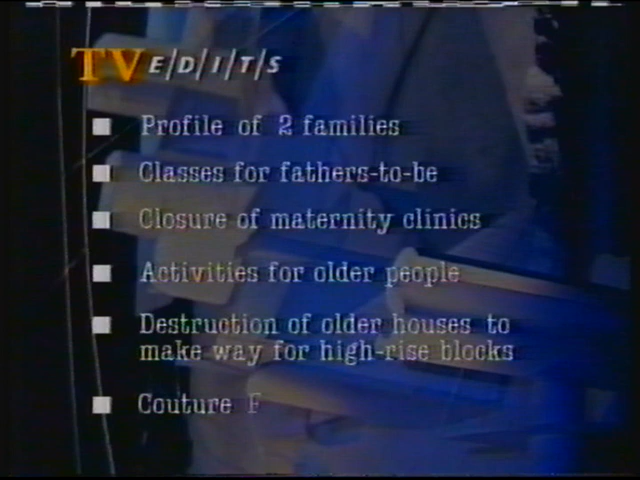 TV E/D/I/T/S
Profile of 2 families
Classes for fathers-to-be
Closure of maternity clinics
Activities for older people
Destruction of older houses to
make way for high-rise blocks
Couture F